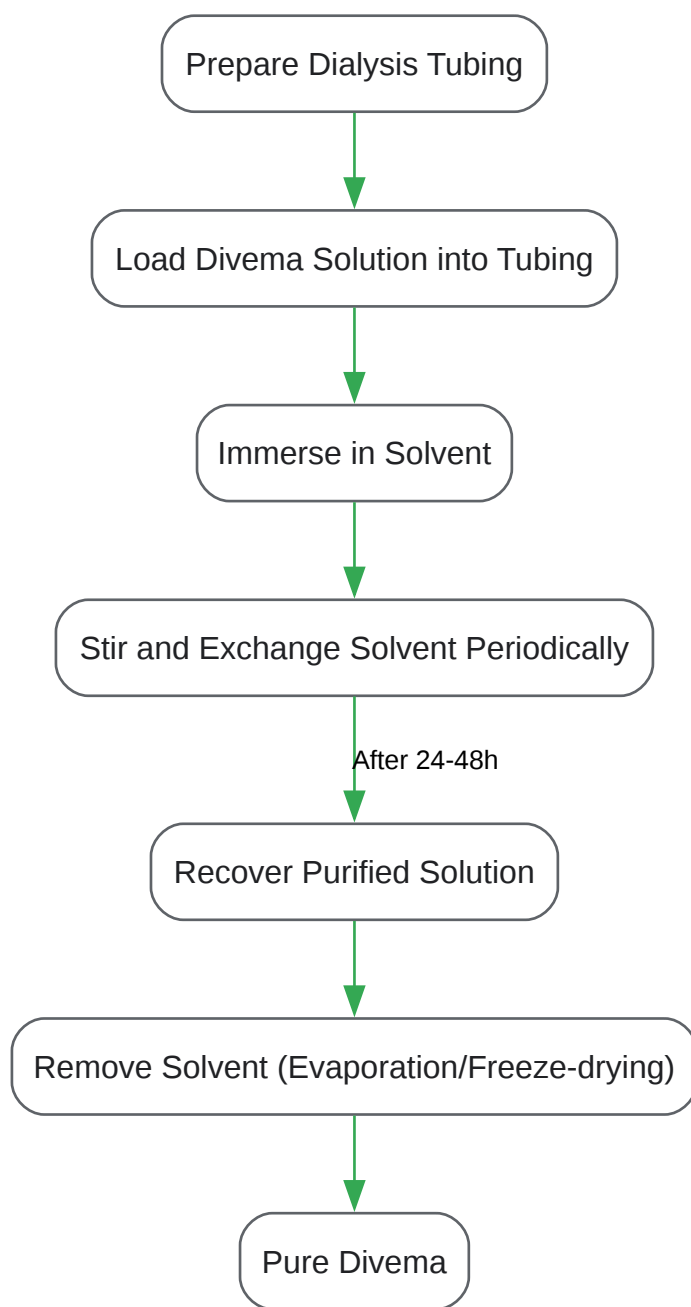 Prepare Dialysis Tubing
Load Divema Solution into Tubing
Immerse in Solvent
Stir and Exchange Solvent Periodically
After 24-48h
Recover Purified Solution
Remove Solvent (Evaporation/Freeze-drying)
Pure Divema